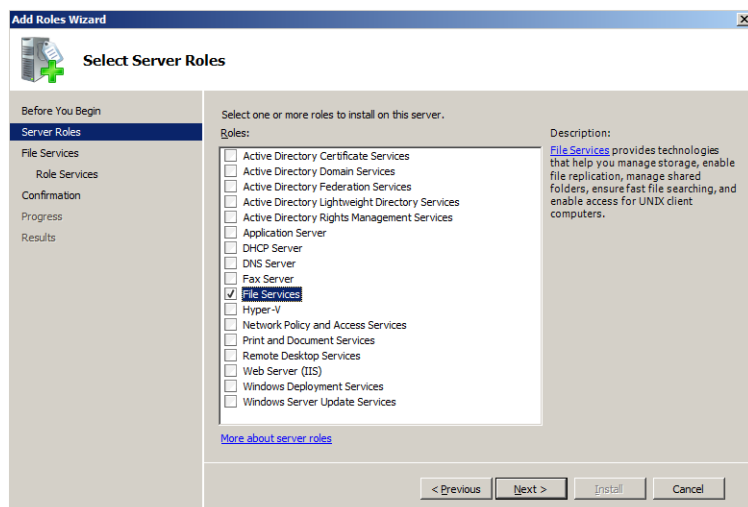 Add Roles Wizard
Select Server Roles
Before You Begin
Server Roles
File Services
Role Services
Confirmation
Progress
Results
Select one or more roles to install on this server.
Roles:
Active Directory Certificate Services
Active Directory Domain Services
Active Directory Federation Services
Active Directory Lightweight Directory Services
Active Directory Rights Management Services
Application Server
DHCP Server
DNS Server
Fax Server
File Services
Hyper-V
Network Policy and Access Services
Print and Document Services
Remote Desktop Services
Web Server (IIS)
Windows Deployment Services
Windows Server Update Services
More about server roles
Description:
File Services provides technologies
that help you manage storage, enable
file replication, manage shared
folders, ensure fast file searching, and
enable access for UNIX client
computers.
< Previous
Next >
Install
Cancel